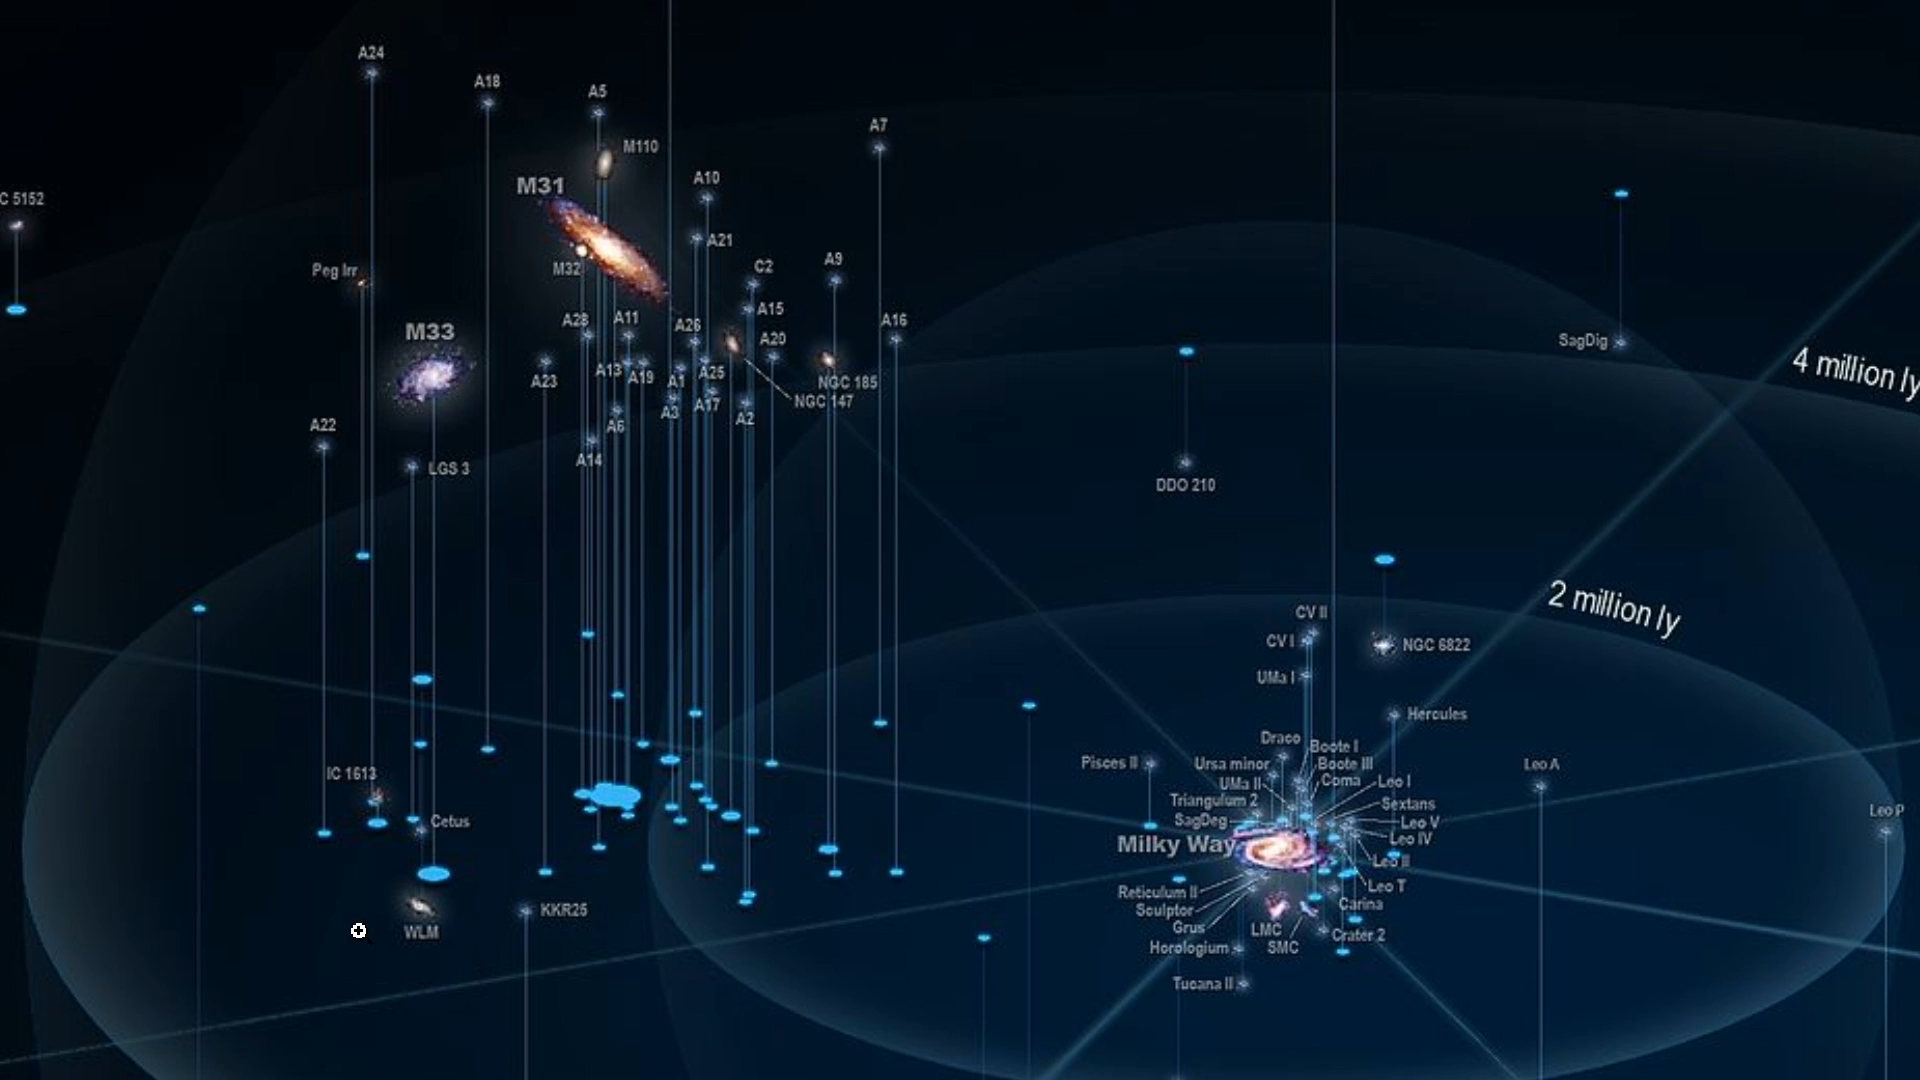 A24
A18
A5
A7
M110
A10
M31
C 5152
A21
A9
C2
M32
Peg Irr
A15
A28
A11
A26
A16
M33
A20
SagDig
4 million ly
A13
A19
A1
A25
A23
NGC 185
NGC 147
A3
A17
A2
A22
A6
A14
LGS 3
DDO 210
2 million ly
CV II
CV I
NGC 6822
UMa I
Hercules
Draco
Boote I
Pisces II
Ursa minor
Boote III
Leo A
IC 1613
UMa II
Coma
Leo I
Triangulum 2
Sextans
Leo P
SagDeg
Leo V
Cetus
Leo IV
Milky Way
Leo II
Leo T
Reticulum II
Carina
Sculptor
KKR25
Grus
LMC
WLM
Crater 2
Horologium
SMC
Tucana II